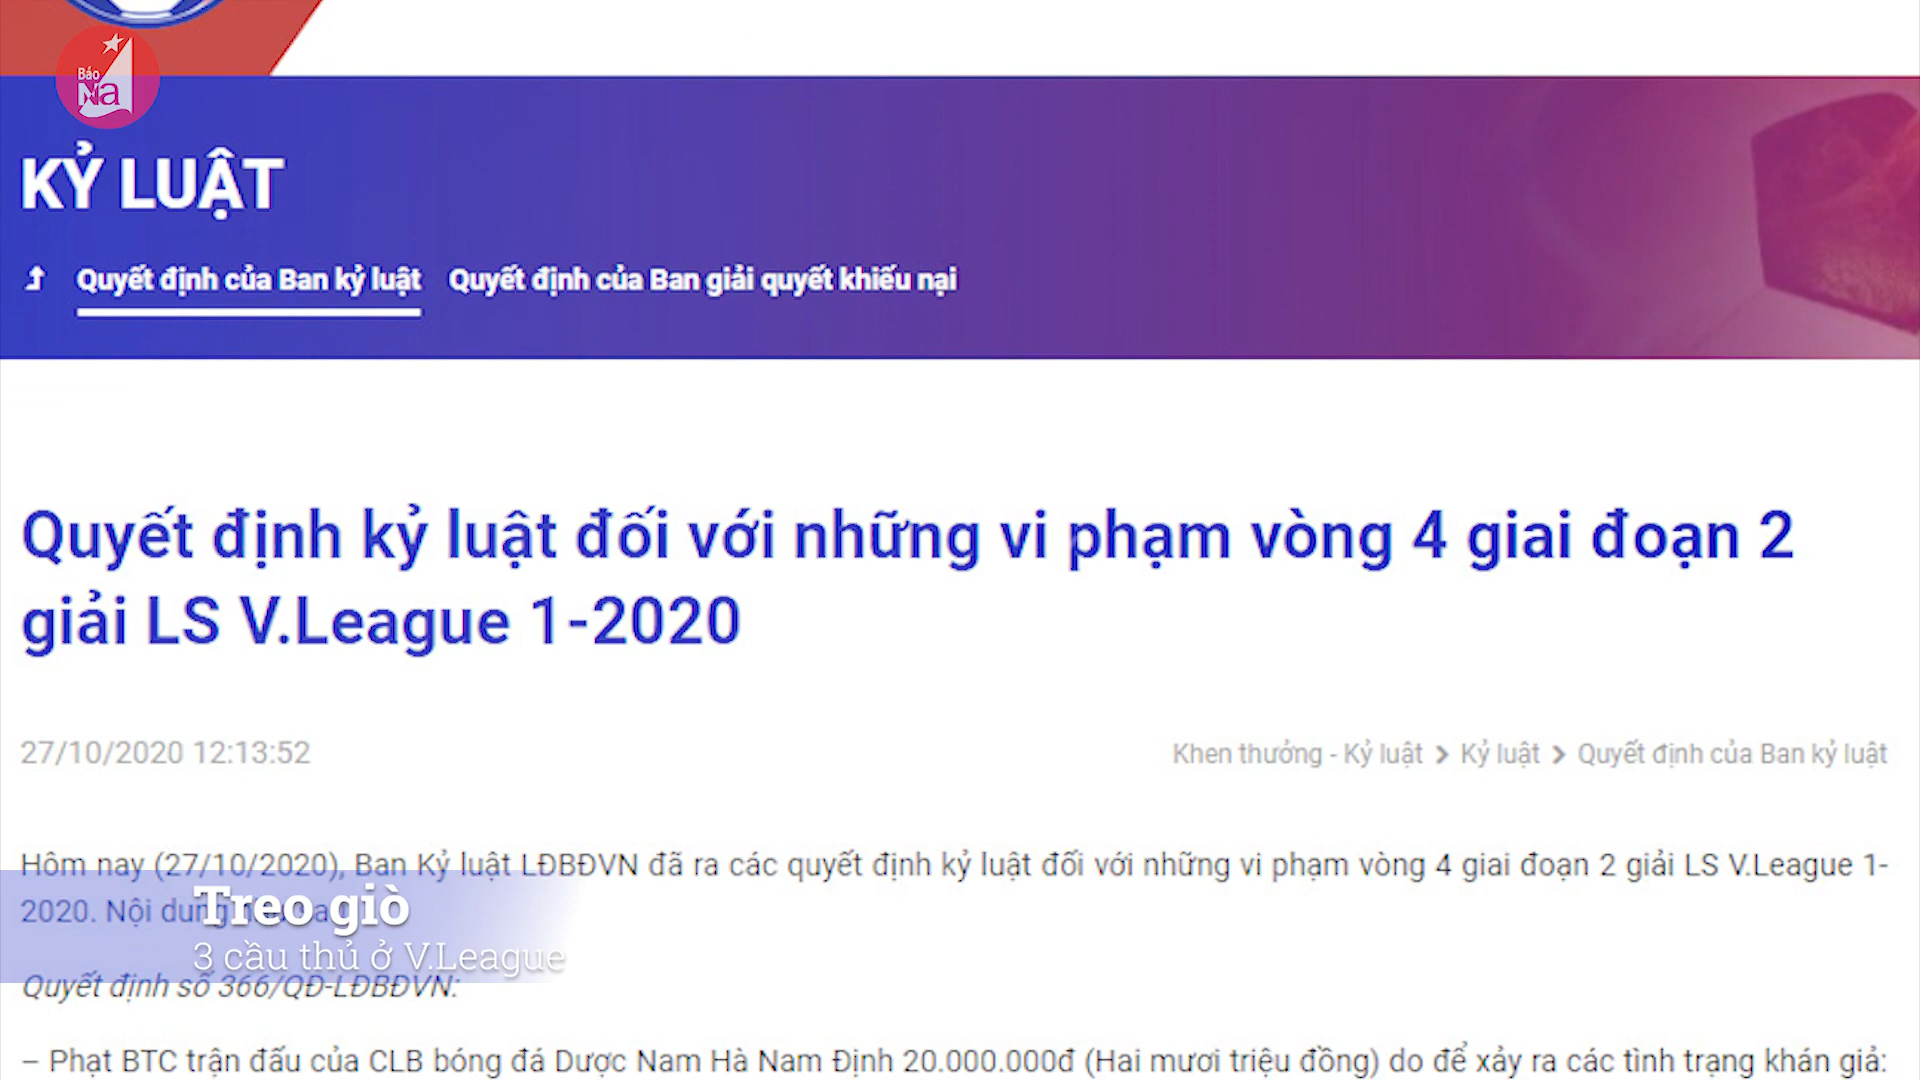 Báo
Na
KỶ LUẬT
Quyết định của Ban kỷ luật Quyết định của Ban giải quyết khiếu nại
Quyết định kỷ luật đối với những vi phạm vòng 4 giai đoạn 2
giải LS V.League 1-2020
27/10/2020 12:13:52
Khen thưởng - Kỷ luật > Kỷ luật > Quyết định của Ban kỷ luật
Hôm nay (27/10/2020), Ban Kỷ luật LĐBĐVN đã ra các quyết định kỷ luật đối với những vi phạm vòng 4 giai đoạn 2 giải LS V.League 1-
2020. Nội dung
Treo giò
3 cầu thủ ở V.League
Quyết định số 366/QĐ-LĐBĐVN:
– Phạt BTC trận đấu của CLB bóng đá Dược Nam Hà Nam Định 20.000.000đ (Hai mươi triệu đồng) do để xảy ra các tình trạng khán giả: